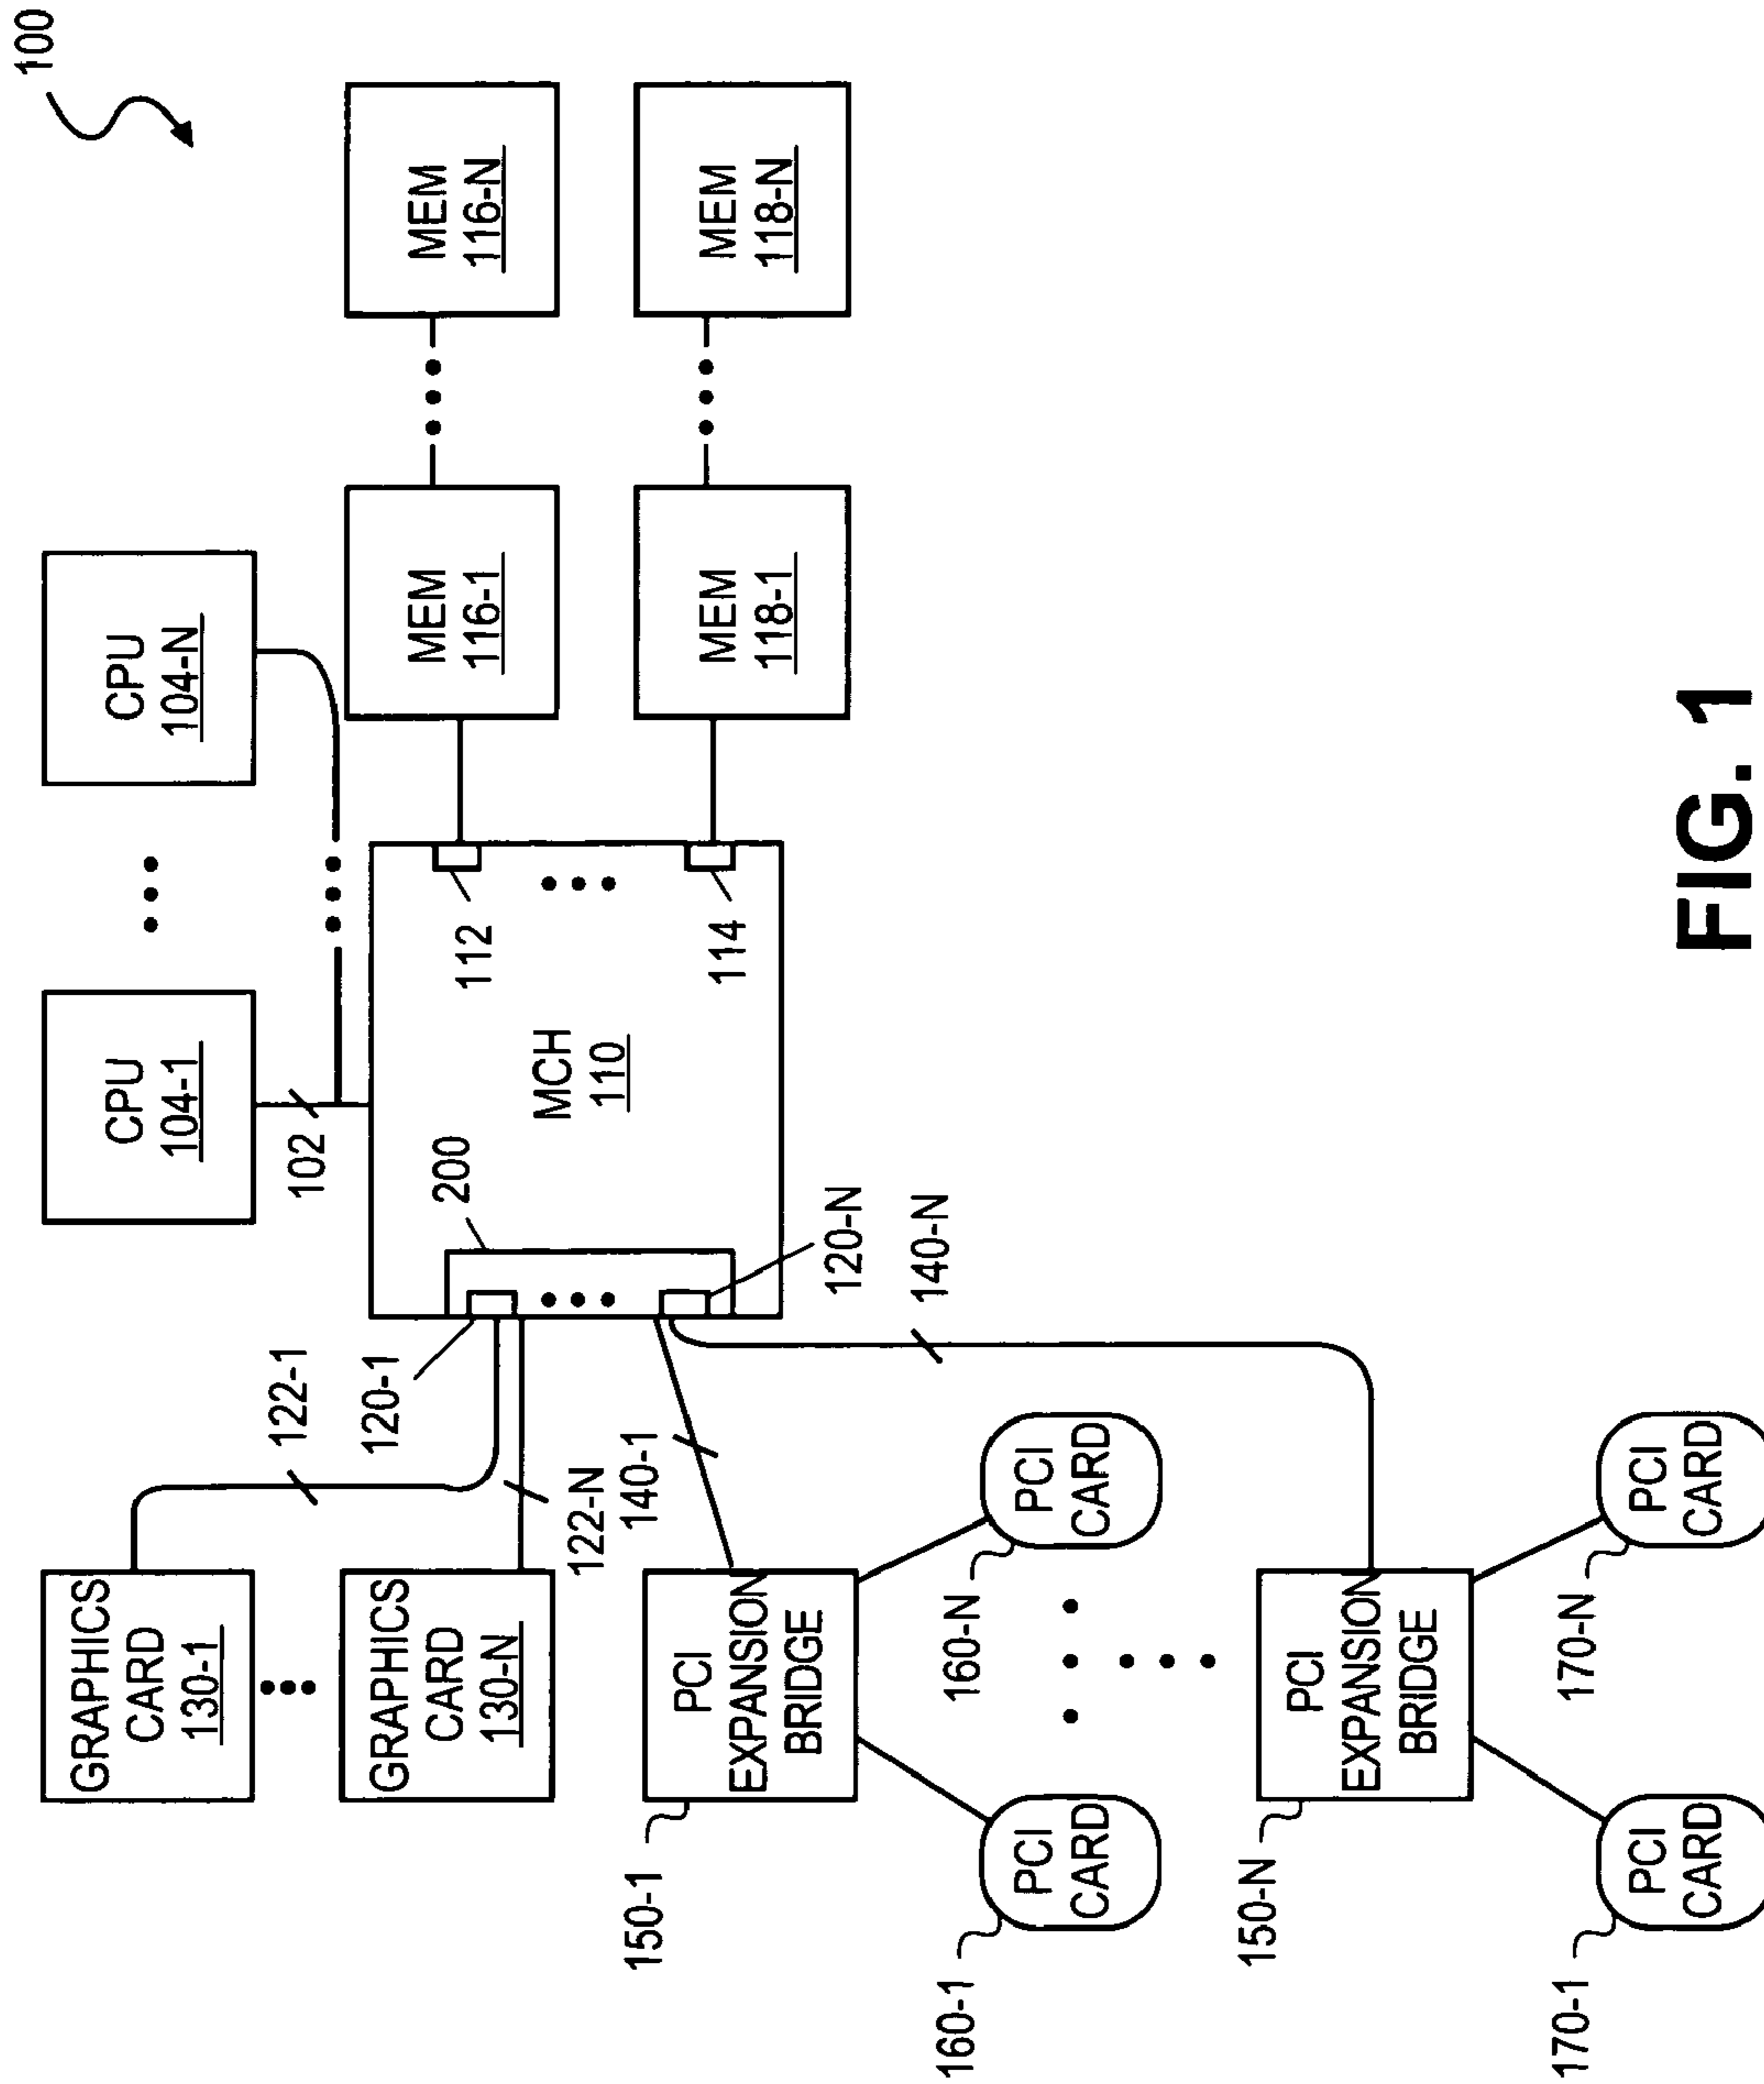 100
CPU
104-1
CPU
104-N
102
MEM
116-1
MEM
116-N
MEM
118-1
MEM
118-N
MCH
110
112
114
200
120-1
120-N
122-1
122-N
140-1
140-N
GRAPHICS
CARD
130-1
GRAPHICS
CARD
130-N
PCI
EXPANSION
BRIDGE
150-1
PCI
CARD
160-1
PCI
CARD
160-N
PCI
EXPANSION
BRIDGE
150-N
PCI
CARD
170-1
PCI
CARD
170-N
FIG. 1